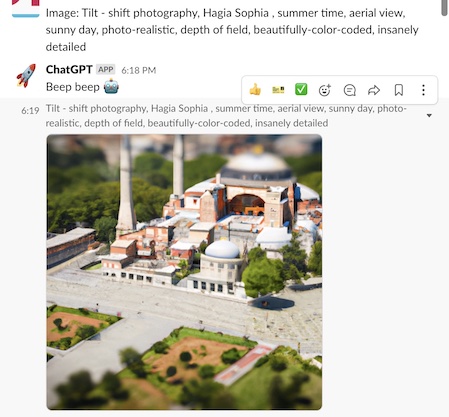 Image: Tilt - shift photography, Hagia Sophia , summer time, aerial view,
sunny day, photo-realistic, depth of field, beautifully-color-coded, insanely
detailed
ChatGPT APP 6:18 PM
Beep beep
6:19 Tilt - shift photography, Hagia Sophia , summer time, aerial view, sunny day, photo-
realistic, depth of field, beautifully-color-coded, insanely detailed